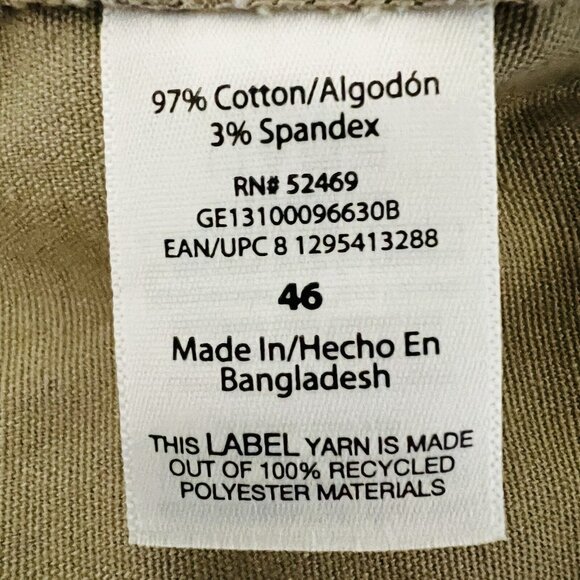 97% Cotton/Algodón
3% Spandex
RN# 52469
GE13100096630B
EAN/UPC 8 1295413288
46
Made In/Hecho En
Bangladesh
THIS LABEL YARN IS MADE
OUT OF 100% RECYCLED
POLYESTER MATERIALS